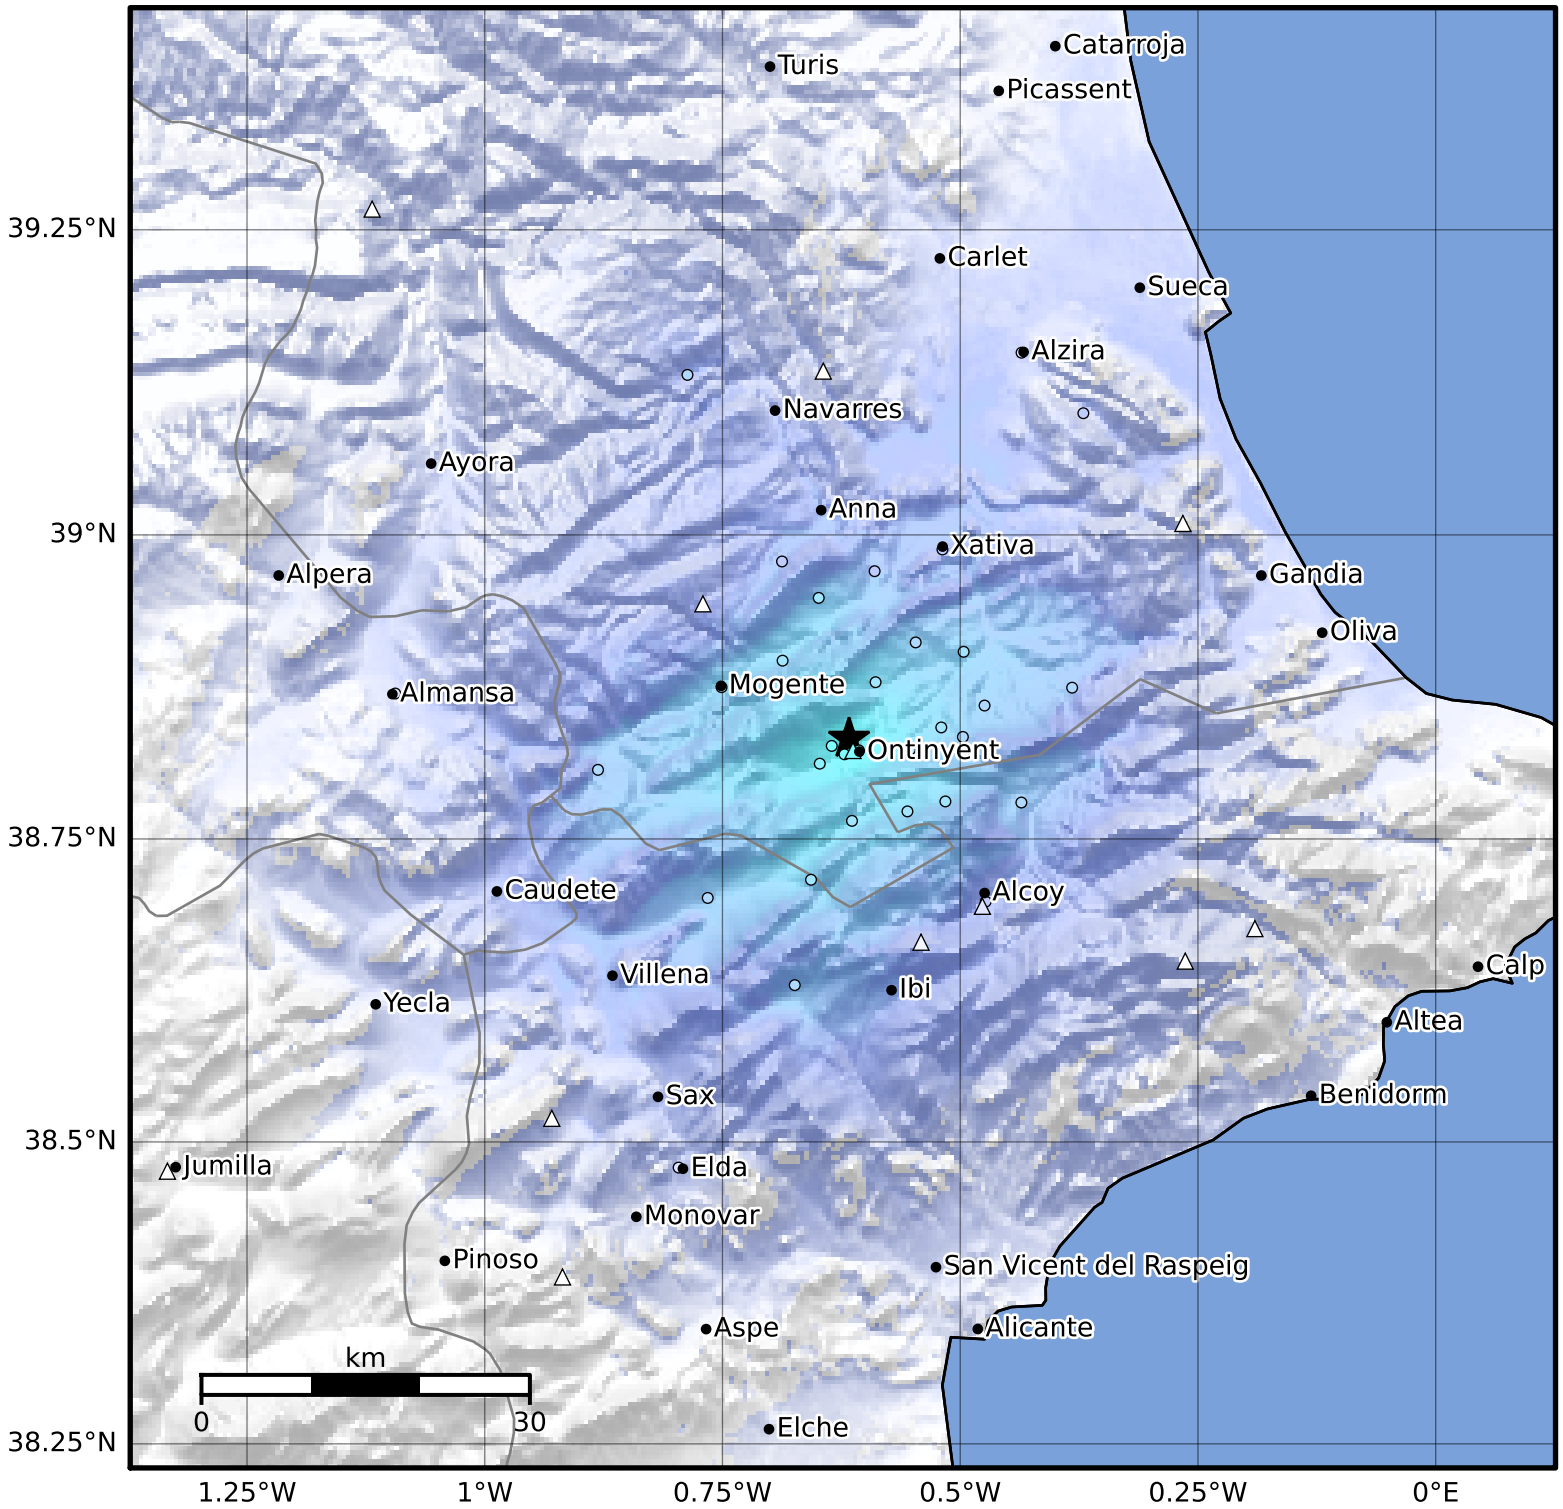 Catarroja
Turis
Picassent
39.25°N
Carlet
Sueca
Alzira
Navarres
Ayora
Anna
39°N
Xativa
Alpera
Gandia
Oliva
Mogente
Almansa
Ontinyent
38.75°N
Caudete
Alcoy
Villena
Calp
Ibi
Yecla
Altea
Sax
Benidorm
38.5°N
Jumilla
Elda
Monovar
Pinoso
San Vicent del Raspeig
Aspe
Alicante
km
0
30
Elche
38.25°N
1.25°W
1°W
0.75°W
0.5°W
0.25°W
0°E